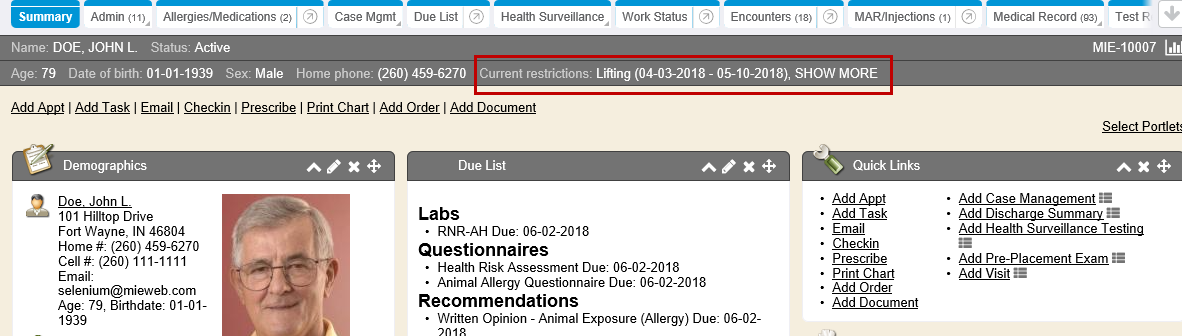 Summary Admin (11) Allergies/Medications (2) Case Mgmt Due List Health Surveillance Work Status Encounters (18) MAR/Injections (1) Medical Record (93) Test R
Name: DOE, JOHN L. Status: Active MIE-10007
Age: 79 Date of birth: 01-01-1939 Sex: Male Home phone: (260) 459-6270 Current restrictions: Lifting (04-03-2018 - 05-10-2018), SHOW MORE
Add Appt | Add Task | Email | Checkin | Prescribe | Print Chart | Add Order | Add Document
Select Portlets
Demographics
Doe, John L.
101 Hilltop Drive
Fort Wayne, IN 46804
Home #: (260) 459-6270
Cell #: (260) 111-1111
Email:
selenium@mieweb.com
Age: 79, Birthdate: 01-01-
1939
Due List
Labs
• RNR-AH Due: 06-02-2018
Questionnaires
• Health Risk Assessment Due: 06-02-2018
• Animal Allergy Questionnaire Due: 06-02-2018
Recommendations
• Written Opinion - Animal Exposure (Allergy) Due: 06-02-
2018
Quick Links
• Add Appt
• Add Task
• Email
• Checkin
• Prescribe
• Print Chart
• Add Order
• Add Document
• Add Case Management
• Add Discharge Summary
• Add Health Surveillance Testing
• Add Pre-Placement Exam
• Add Visit